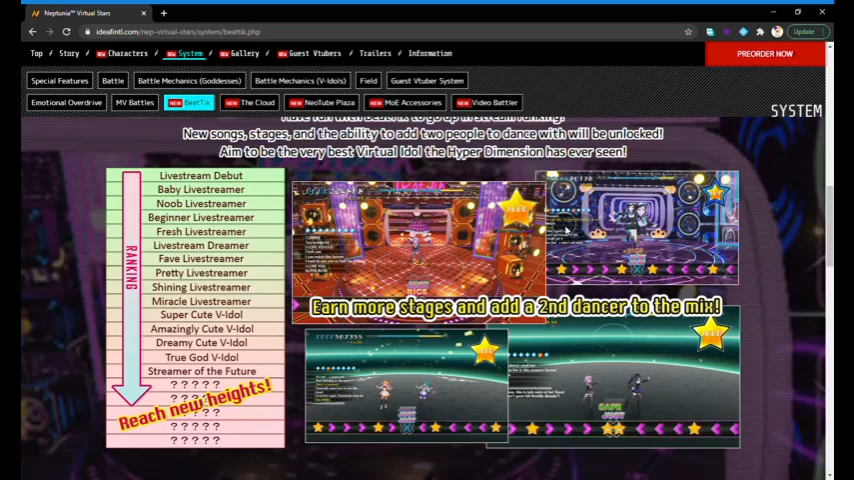 Neptunia™ Virtual Stars
Update
ideafintl.com/nep-virtual-stars/system/beattik.php
Top / Story / NEW Characters / NEW System / NEW Gallery / NEW Guest Vtubers / Trailers / Information
PREORDER NOW
Special Features
Battle
Battle Mechanics (Goddesses)
Battle Mechanics (V-Idols)
Field
Guest Vtuber System
Emotional Overdrive
MV Battles
NEW BeatTik
NEW The Cloud
NEW NeoTube Plaza
NEW MoE Accessories
NEW Video Battler
SYSTEM
New songs, stages, and the ability to add two people to dance with will be unlocked!
Aim to be the very best Virtual Idol the Hyper Dimension has ever seen!
RANKING
Livestream Debut
Baby Livestreamer
Noob Livestreamer
Beginner Livestreamer
Fresh Livestreamer
Livestream Dreamer
Fave Livestreamer
Pretty Livestreamer
Shining Livestreamer
Miracle Livestreamer
Super Cute V-Idol
Amazingly Cute V-Idol
Dreamy Cute V-Idol
True God V-Idol
Streamer of the Future
? ? ? ? ?
? ? ? ? ?
? ? ? ? ?
? ? ? ? ?
? ? ? ? ?
Reach new heights!
Earn more stages and add a 2nd dancer to the mix!
NICE